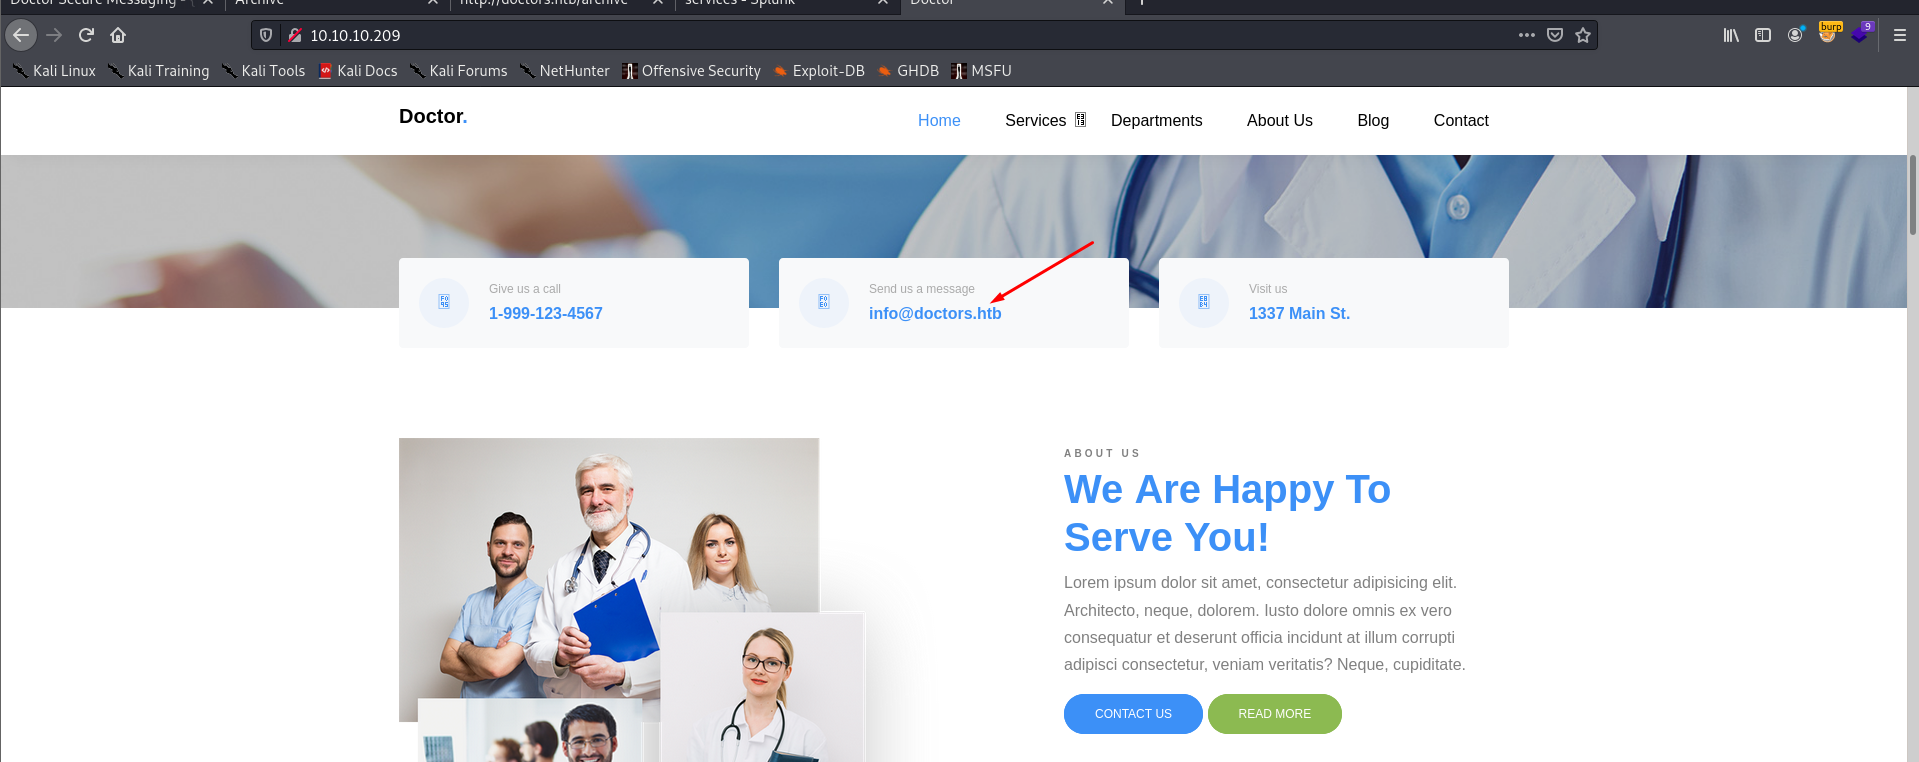 Doctor Secure Messaging -
Archive
http://doctors.htb/archive
services - Splunk
Doctor
10.10.10.209
burp
9
Kali Linux
Kali Training
Kali Tools
Kali Docs
Kali Forums
NetHunter
Offensive Security
Exploit-DB
GHDB
MSFU
Doctor.
Home
Services
Departments
About Us
Blog
Contact
Give us a call
1-999-123-4567
Send us a message
info@doctors.htb
Visit us
1337 Main St.
ABOUT US
We Are Happy To
Serve You!
Lorem ipsum dolor sit amet, consectetur adipisicing elit.
Architecto, neque, dolorem. Iusto dolore omnis ex vero
consequatur et deserunt officia incidunt at illum corrupti
adipisci consectetur, veniam veritatis? Neque, cupiditate.
CONTACT US
READ MORE